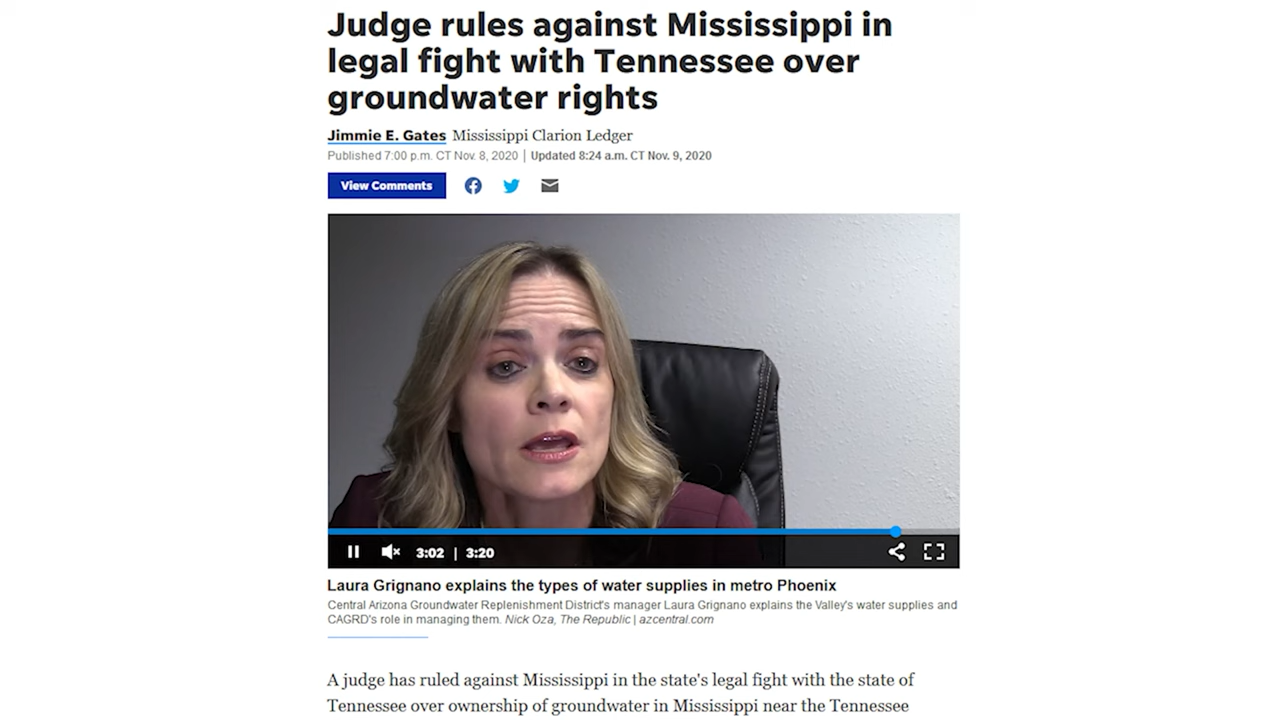 Judge rules against Mississippi in
legal fight with Tennessee over
groundwater rights
Jimmie E. Gates Mississippi Clarion Ledger
Published 7:00 p.m. CT Nov. 8, 2020 | Updated 8:24 a.m. CT Nov. 9, 2020
View Comments
3:02 | 3:20
Laura Grignano explains the types of water supplies in metro Phoenix
Central Arizona Groundwater Replenishment District's manager Laura Grignano explains the Valley's water supplies and
CAGRD's role in managing them. Nick Oza, The Republic | azcentral.com
A judge has ruled against Mississippi in the state's legal fight with the state of
Tennessee over ownership of groundwater in Mississippi near the Tennessee